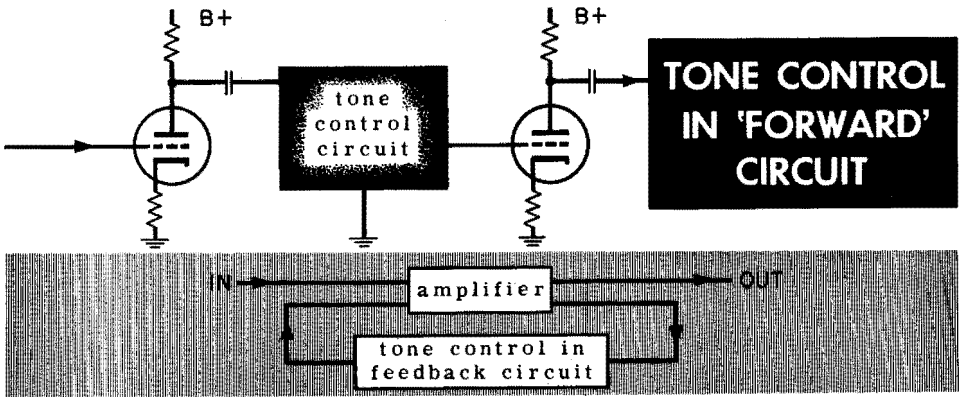 B+
B+
tone
control
circuit
TONE CONTROL
IN 'FORWARD'
CIRCUIT
IN
amplifier
OUT
tone control in
feedback circuit